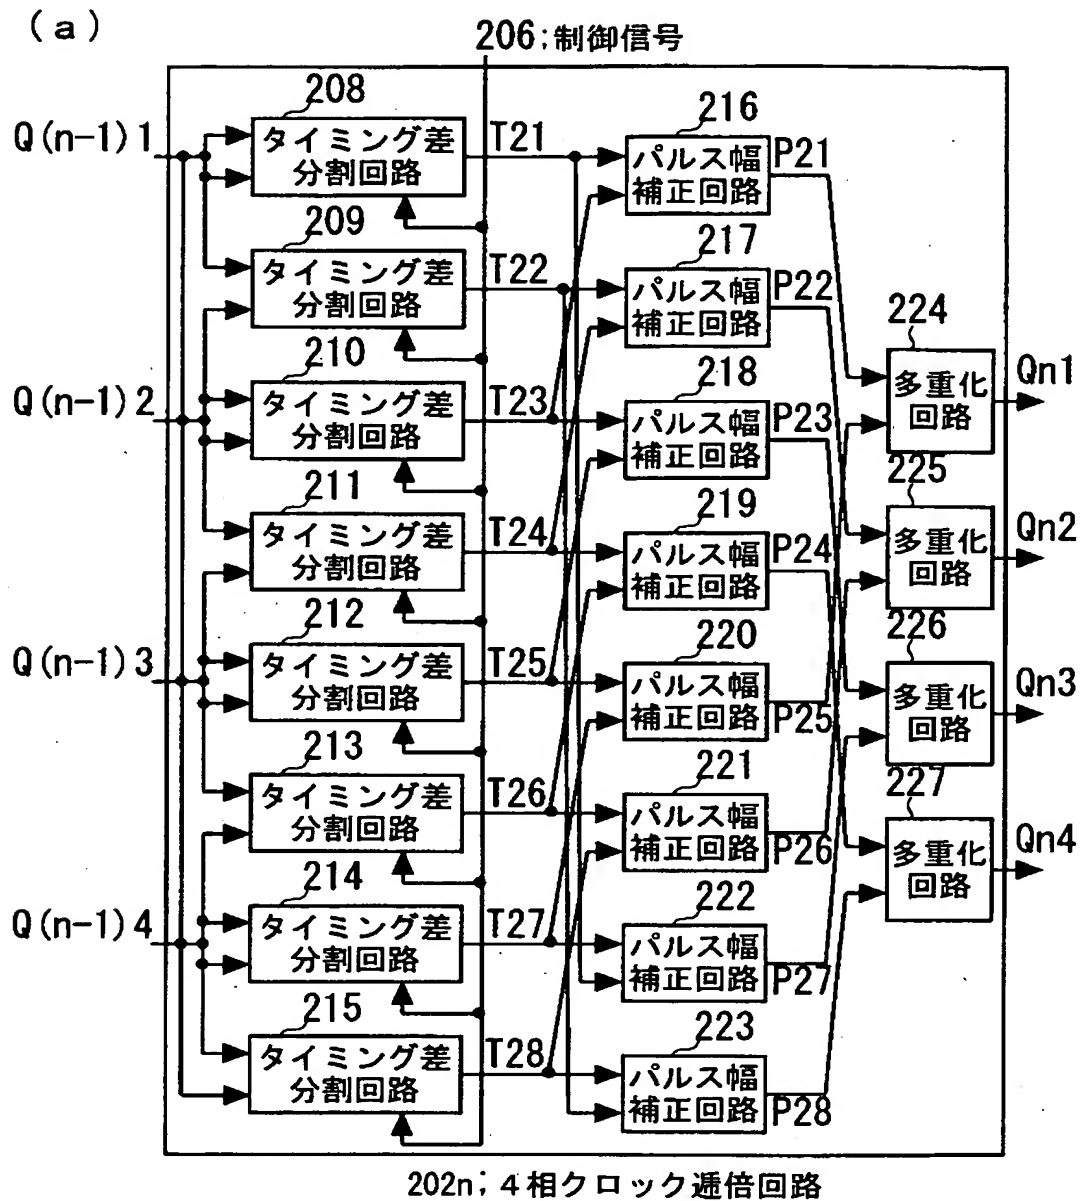 (a)
206;制御信号
208
Q(n-1)1
タイミング差
分割回路
T21
216
パルス幅
補正回路
P21
209
タイミング差
分割回路
T22
217
パルス幅
補正回路
P22
224
多重化
回路
Qn1
210
Q(n-1)2
タイミング差
分割回路
T23
218
パルス幅
補正回路
P23
225
多重化
回路
Qn2
211
タイミング差
分割回路
T24
219
パルス幅
補正回路
P24
212
Q(n-1)3
タイミング差
分割回路
T25
220
パルス幅
補正回路
P25
226
多重化
回路
Qn3
213
タイミング差
分割回路
T26
221
パルス幅
補正回路
P26
227
多重化
回路
Qn4
214
Q(n-1)4
タイミング差
分割回路
T27
222
パルス幅
補正回路
P27
215
タイミング差
分割回路
T28
223
パルス幅
補正回路
P28
202n;4相クロック逓倍回路